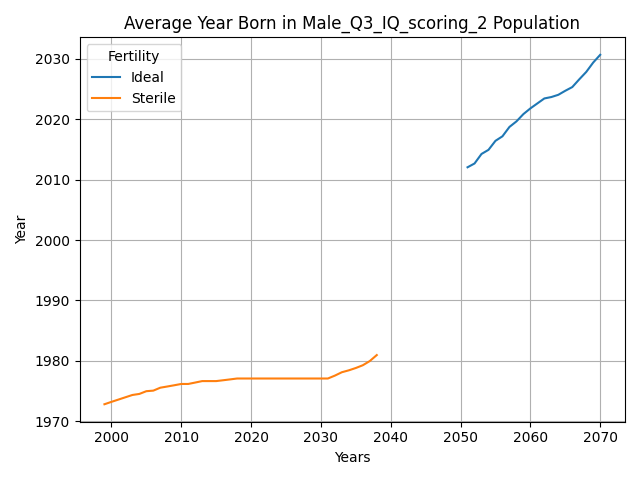 Average Year Born in Male_Q3_IQ_scoring_2 Population
Fertility
Ideal
Sterile
2030
2020
2010
2000
1990
1980
1970
Year
2000 2010 2020 2030 2040 2050 2060 2070
Years